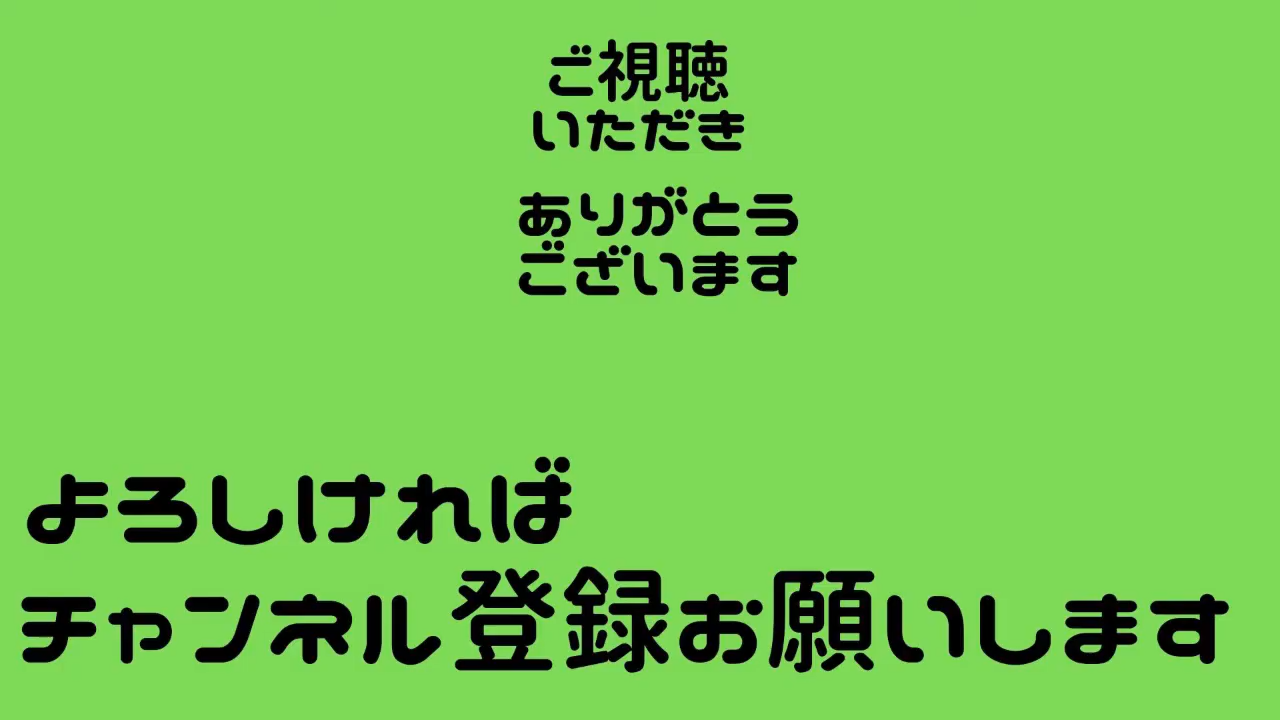 ご視聴
いただき
ありがとう
ございます
よろしければ
チャンネル登録お願いします